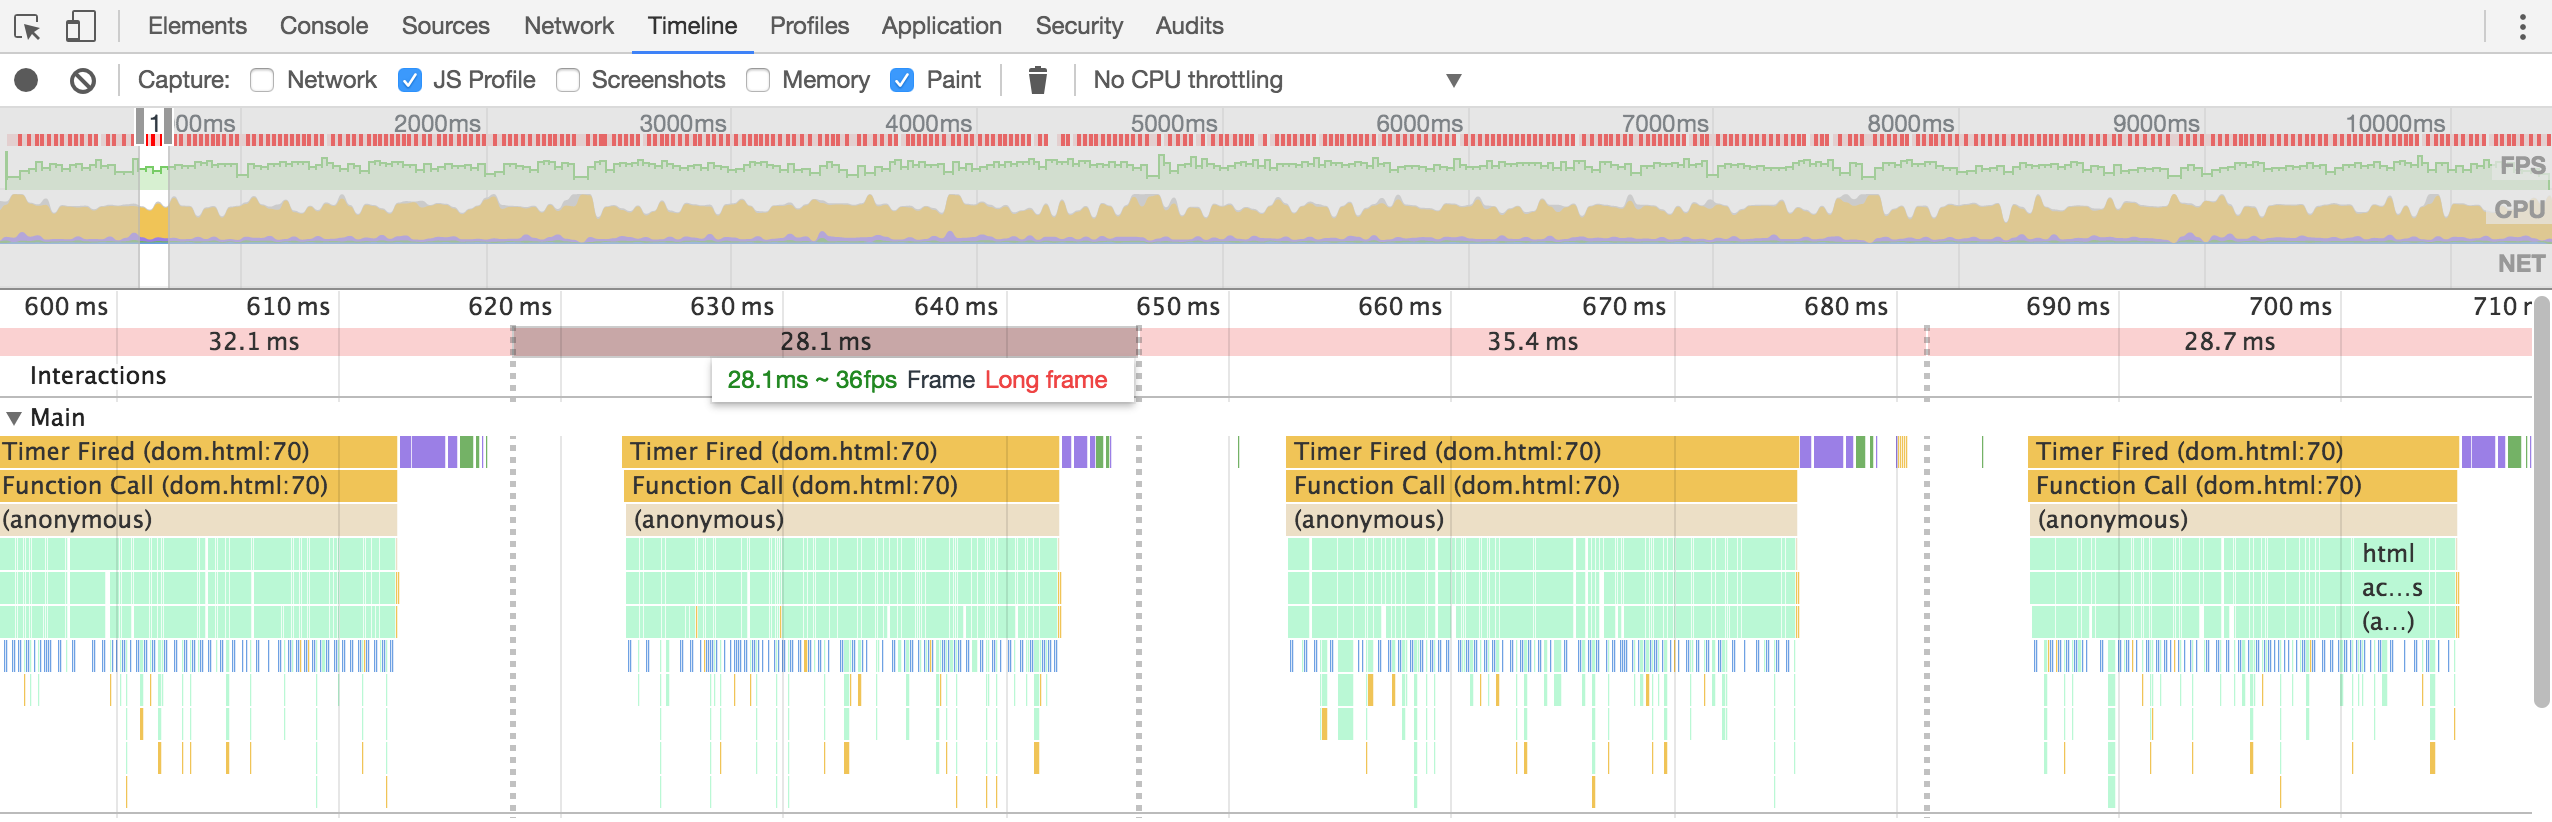 Elements Console Sources Network Timeline Profiles Application Security Audits
Capture: Network JS Profile Screenshots Memory Paint No CPU throttling
1 00ms 2000ms 3000ms 4000ms 5000ms 6000ms 7000ms 8000ms 9000ms 10000ms
FPS
CPU
NET
600 ms 610 ms 620 ms 630 ms 640 ms 650 ms 660 ms 670 ms 680 ms 690 ms 700 ms 710 r
32.1 ms 28.1 ms 35.4 ms 28.7 ms
Interactions
28.1ms ~ 36fps Frame Long frame
Main
Timer Fired (dom.html:70) Timer Fired (dom.html:70) Timer Fired (dom.html:70) Timer Fired (dom.html:70)
Function Call (dom.html:70) Function Call (dom.html:70) Function Call (dom.html:70) Function Call (dom.html:70)
(anonymous) (anonymous) (anonymous) (anonymous)
html
ac...s
(a...)